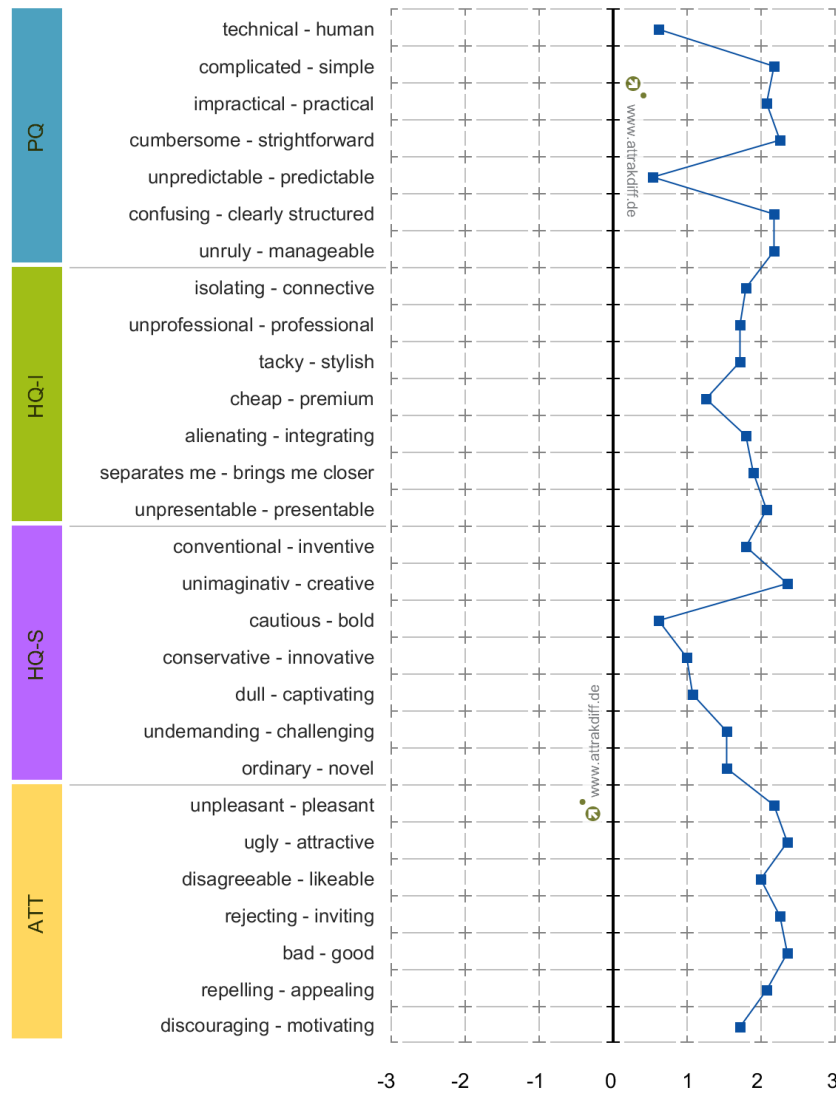 PQ
technical - human
complicated - simple
impractical - practical
cumbersome - strightforward
unpredictable - predictable
confusing - clearly structured
unruly - manageable
www.attrakdiff.de
HQ-I
isolating - connective
unprofessional - professional
tacky - stylish
cheap - premium
alienating - integrating
separates me - brings me closer
unpresentable - presentable
HQ-S
conventional - inventive
unimaginativ - creative
cautious - bold
conservative - innovative
dull - captivating
undemanding - challenging
ordinary - novel
www.attrakdiff.de
ATT
unpleasant - pleasant
ugly - attractive
disagreeable - likeable
rejecting - inviting
bad - good
repelling - appealing
discouraging - motivating
-3 -2 -1 0 1 2 3